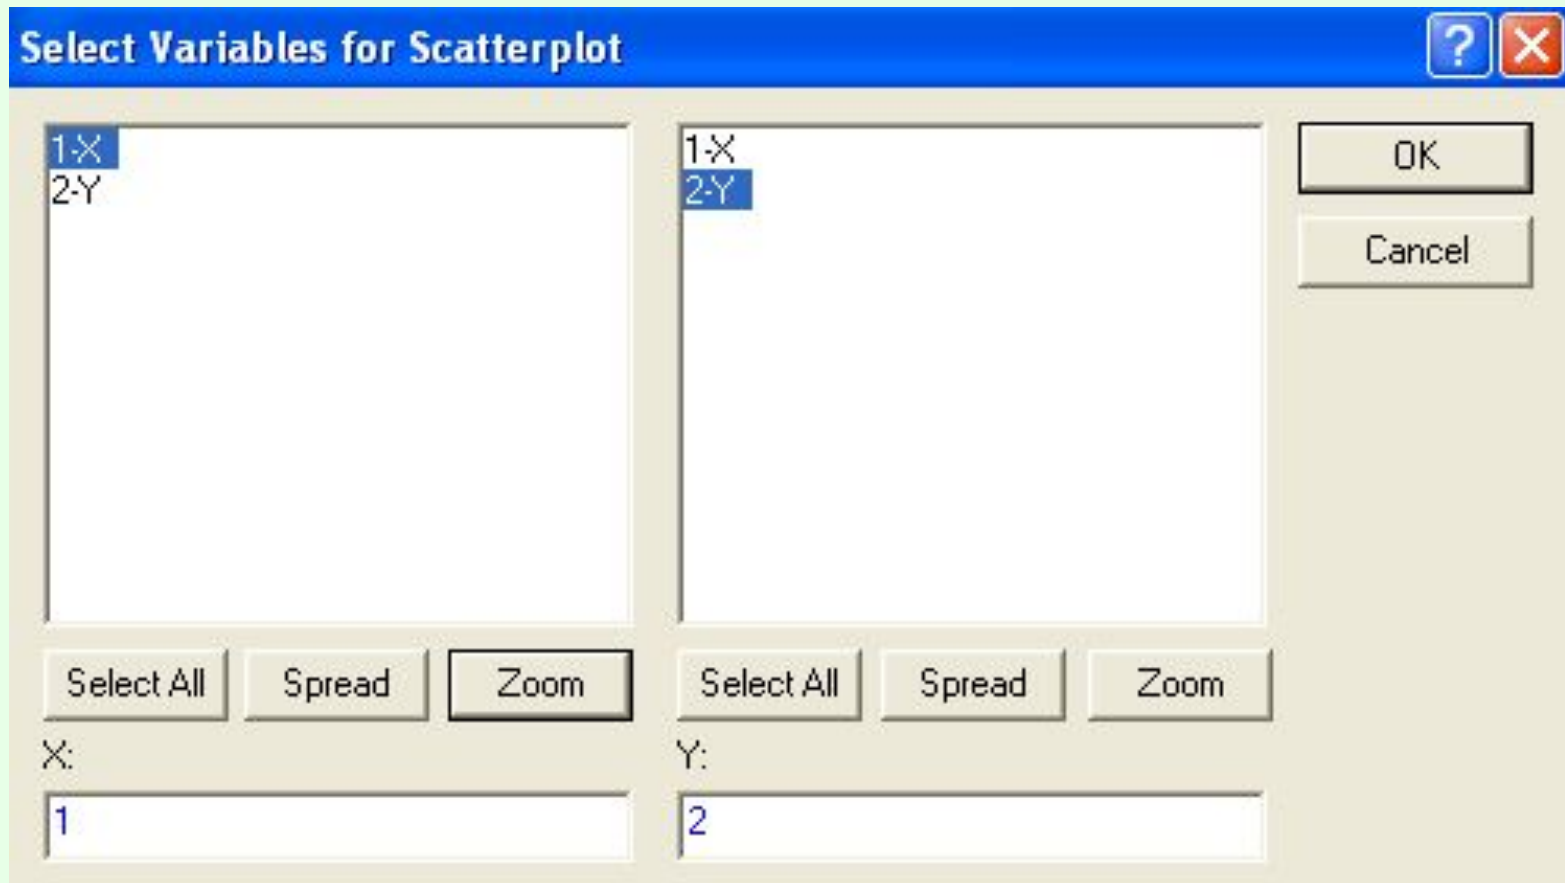 Select Variables for Scatterplot
?
1-X
2-Y
1-X
2-Y
OK
Cancel
Select All Spread Zoom
Select All Spread Zoom
X:
1
Y:
2